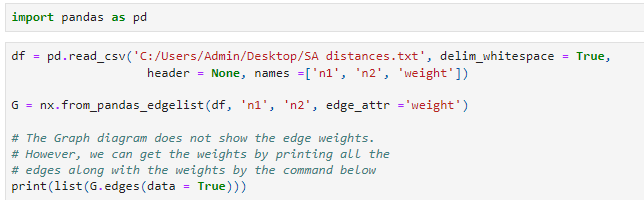 import pandas as pd
df = pd.read_csv('C:/Users/Admin/Desktop/SA distances.txt', delim_whitespace = True,
header = None, names =['n1', 'n2', 'weight'])
G = nx.from_pandas_edgelist(df, 'n1', 'n2', edge_attr ='weight')
# The Graph diagram does not show the edge weights.
# However, we can get the weights by printing all the
# edges along with the weights by the command below
print(list(G.edges(data = True)))